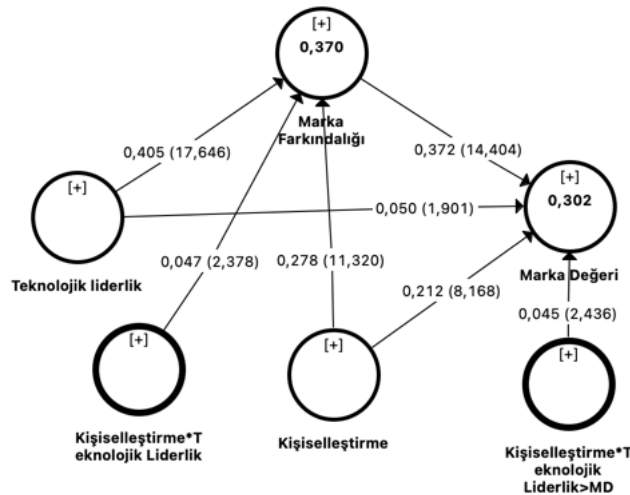 [+]
0,370
Marka
Farkındalığı
0,405 (17,646)
0,372 (14,404)
[+]
[+]
0,302
0,050 (1,901)
Teknolojik liderlik
0,047 (2,378)
0,278 (11,320)
Marka Değeri
0,212 (8,168)
0,045 (2,436)
[+]
[+]
[+]
Kişiselleştirme*T
eknolojik Liderlik
Kişiselleştirme
Kişiselleştirme*T
eknolojik
Liderlik>MD